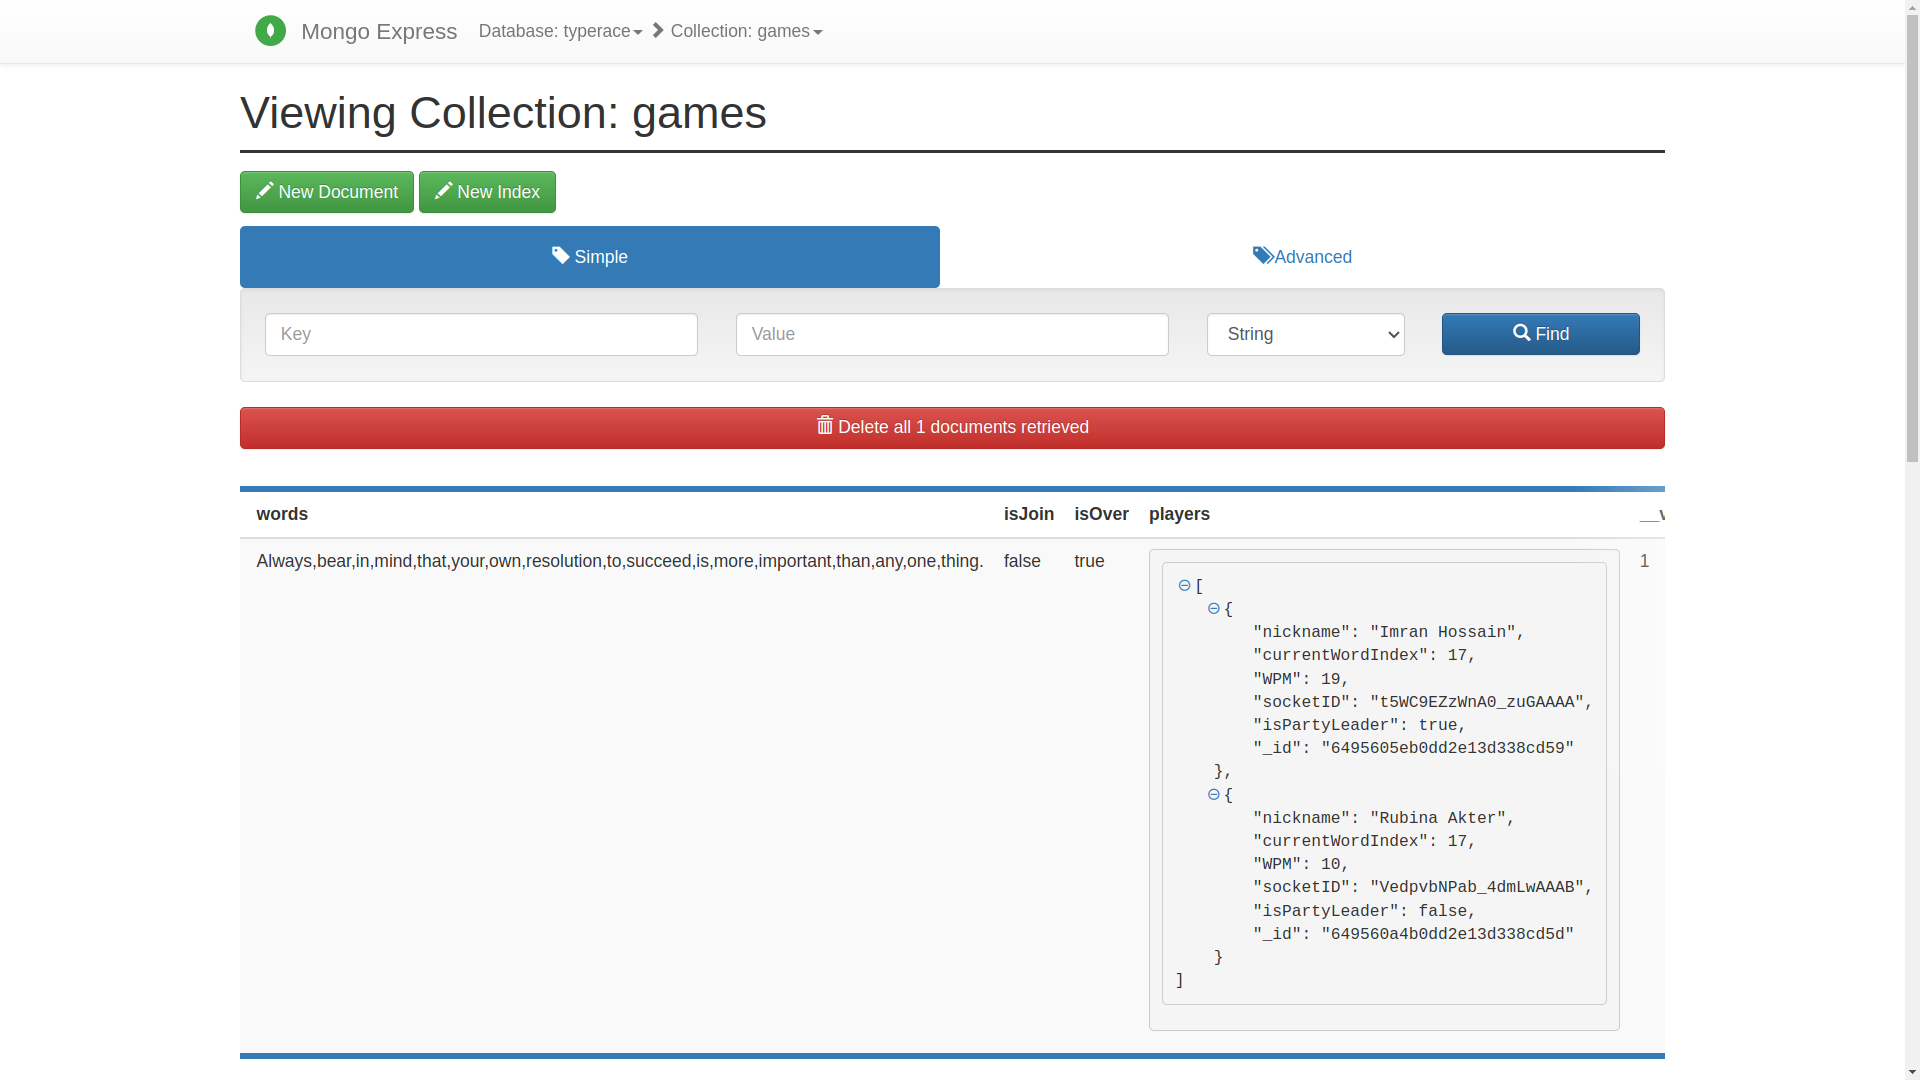 Mongo Express Database: typerace Collection: games
Viewing Collection: games
New Document New Index
Simple Advanced
Key Value String Find
Delete all 1 documents retrieved
words isJoin isOver players __v
Always,bear,in,mind,that,your,own,resolution,to,succeed,is,more,important,than,any,one,thing. false true 1
[
{
"nickname": "Imran Hossain",
"currentWordIndex": 17,
"WPM": 19,
"socketID": "t5WC9EZzWnA0_zuGAAAA",
"isPartyLeader": true,
"_id": "6495605eb0dd2e13d338cd59"
},
{
"nickname": "Rubina Akter",
"currentWordIndex": 17,
"WPM": 10,
"socketID": "VedpvbNPab_4dmLwAAAB",
"isPartyLeader": false,
"_id": "649560a4b0dd2e13d338cd5d"
}
]